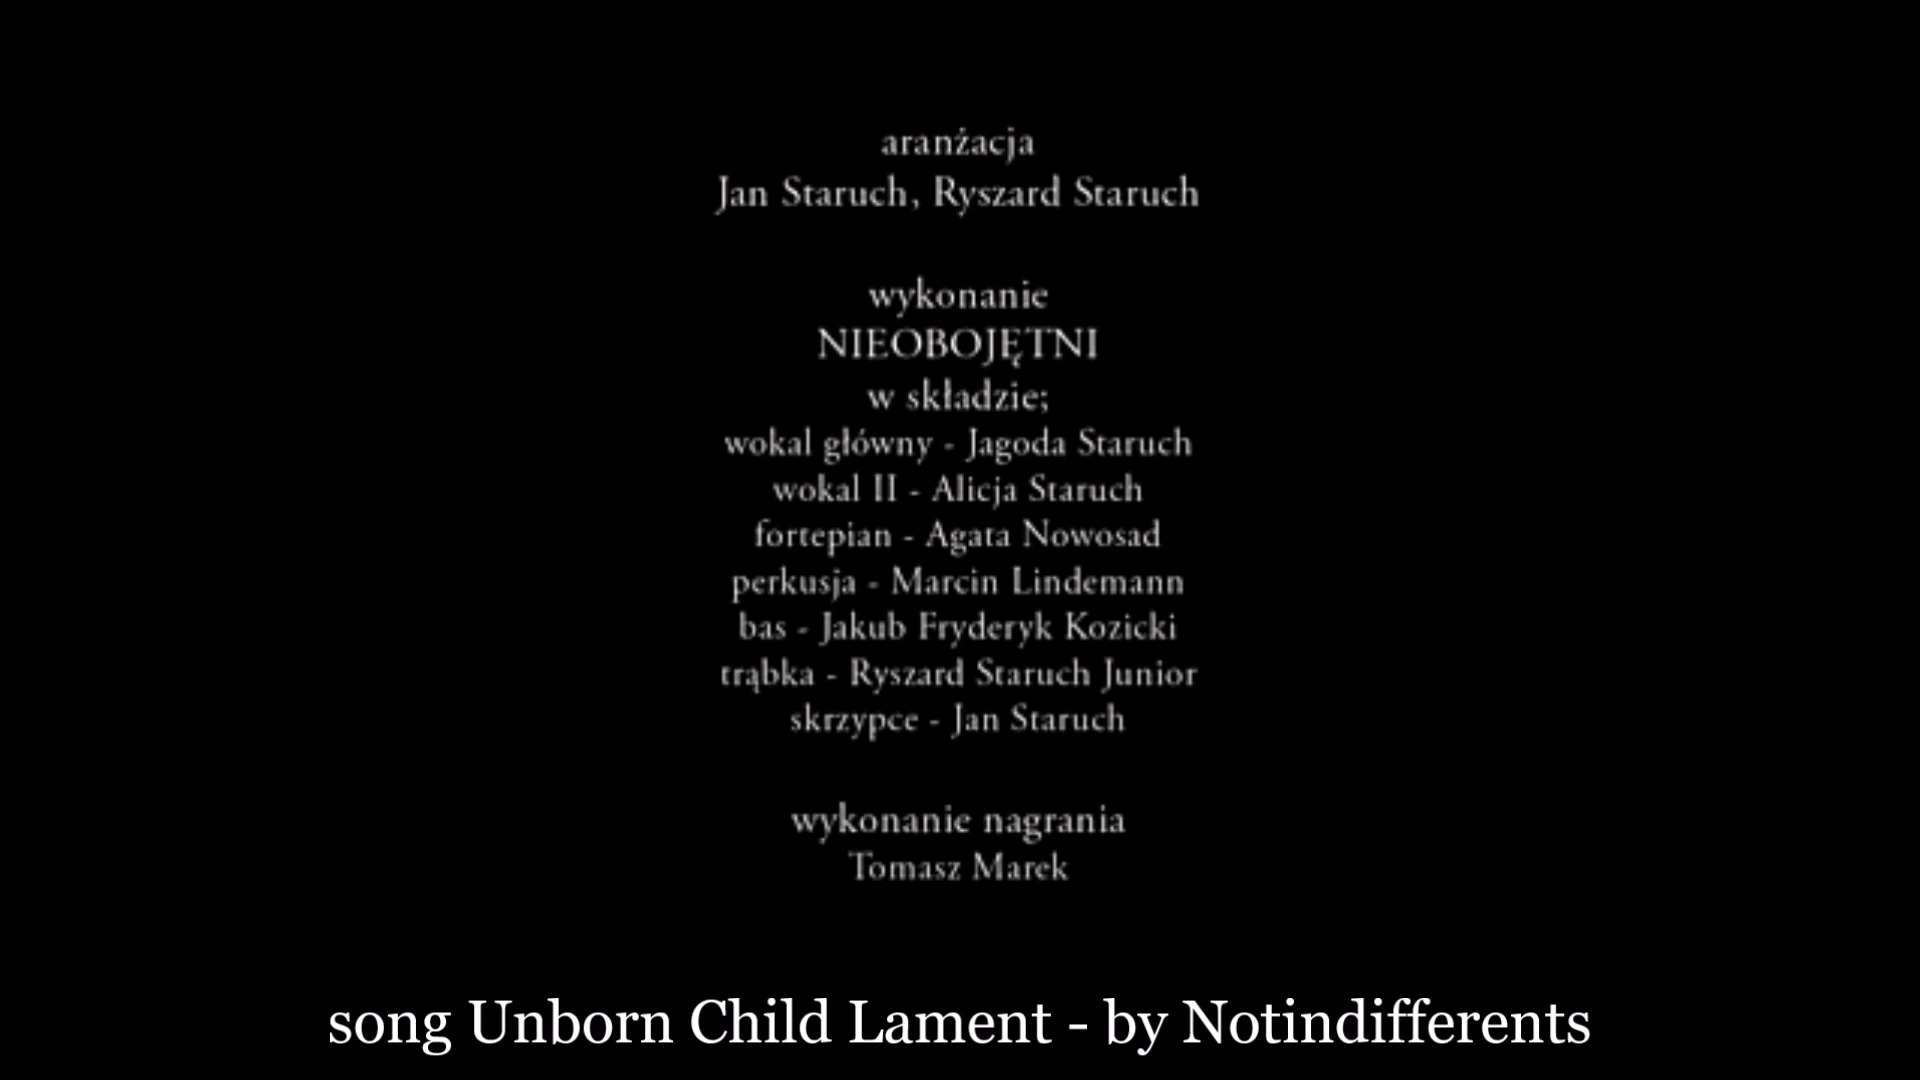 aranżacja
Jan Staruch, Ryszard Staruch
wykonanie
NIEOBOJĘTNI
w składzie;
wokal główny - Jagoda Staruch
wokal II - Alicja Staruch
fortepian - Agata Nowosad
perkusja - Marcin Lindemann
bas - Jakub Fryderyk Kozicki
trąbka - Ryszard Staruch Junior
skrzypce - Jan Staruch
wykonanie nagrania
Tomasz Marek
song Unborn Child Lament - by Notindifferents